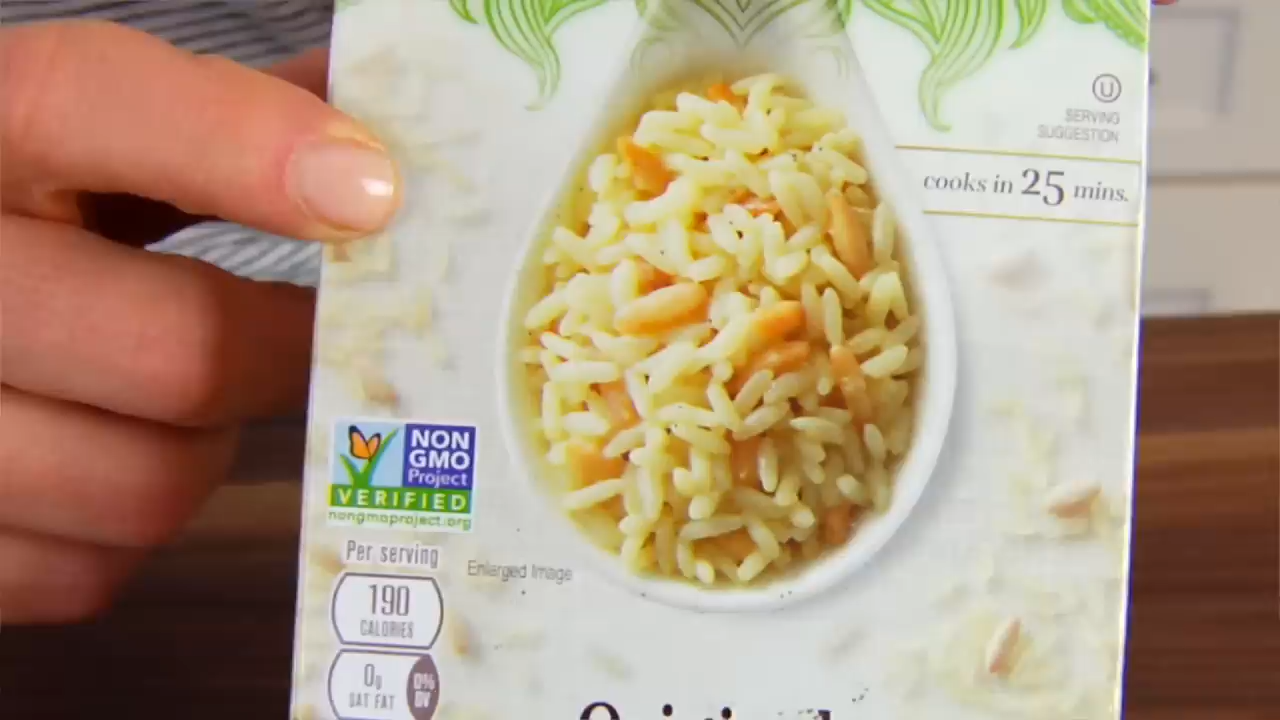 U
SERVING
SUGGESTION
cooks in 25 mins.
NON
GMO
Project
VERIFIED
nongmoproject.org
Per serving
190
CALORIES
0g
SAT FAT
0%
DV
Enlarged Image
Original